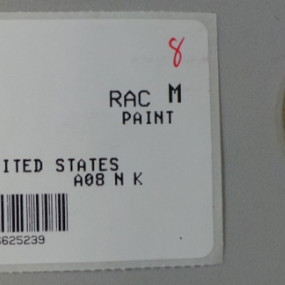 8
RAC M
PAINT
ITED STATES
A08 N K
625239